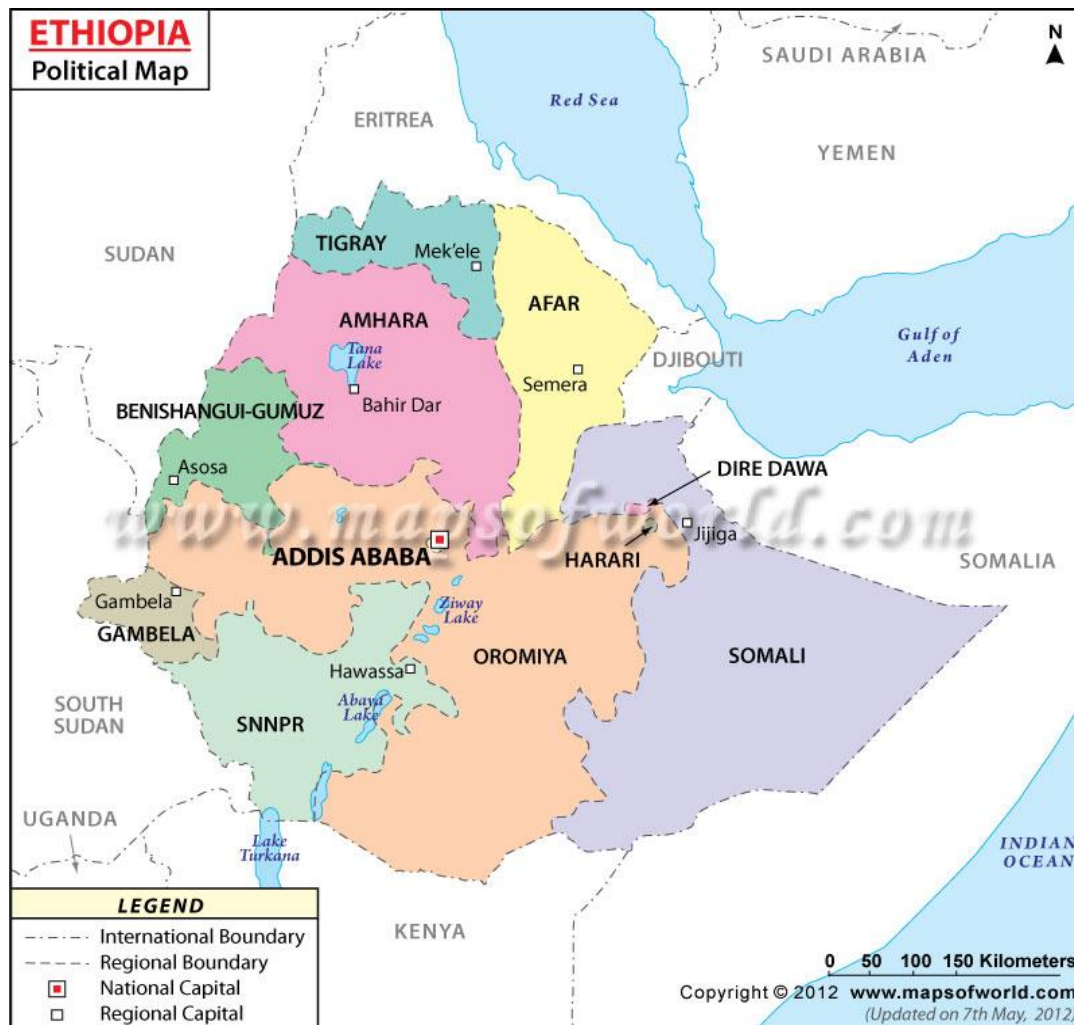 ETHIOPIA
Political Map
N
SAUDI ARABIA
Red Sea
ERITREA
YEMEN
SUDAN
TIGRAY
Mek'ele
AFAR
AMHARA
Tana
Lake
Gulf of
Aden
DJIBOUTI
Semera
Bahir Dar
BENISHANGUI-GUMUZ
Asosa
DIRE DAWA
www.mapsofworld.com
ADDIS ABABA
HARARI
Jijiga
SOMALIA
Gambela
GAMBELA
Ziway
Lake
OROMIYA
SOMALI
Hawassa
Abaya
Lake
SOUTH
SUDAN
SNNPR
UGANDA
Lake
Turkana
INDIAN
OCEAN
KENYA
LEGEND
International Boundary
Regional Boundary
National Capital
Regional Capital
0 50 100 150 Kilometers
Copyright © 2012 www.mapsofworld.com
(Updated on 7th May, 2012)